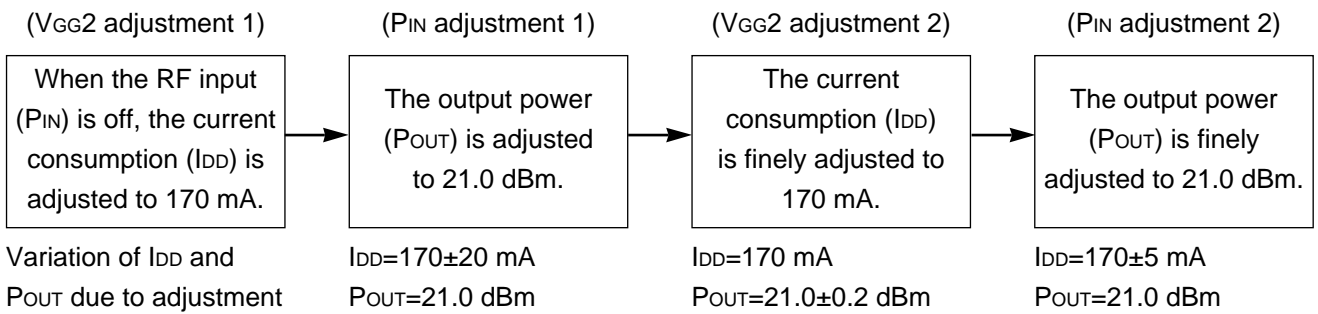 (VGG2 adjustment 1)
When the RF input
(PIN) is off, the current
consumption (IDD) is
adjusted to 170 mA.
Variation of IDD and
POUT due to adjustment
(PIN adjustment 1)
The output power
(POUT) is adjusted
to 21.0 dBm.
IDD=170±20 mA
POUT=21.0 dBm
(VGG2 adjustment 2)
The current
consumption (IDD)
is finely adjusted to
170 mA.
IDD=170 mA
POUT=21.0±0.2 dBm
(PIN adjustment 2)
The output power
(POUT) is finely
adjusted to 21.0 dBm.
IDD=170±5 mA
POUT=21.0 dBm